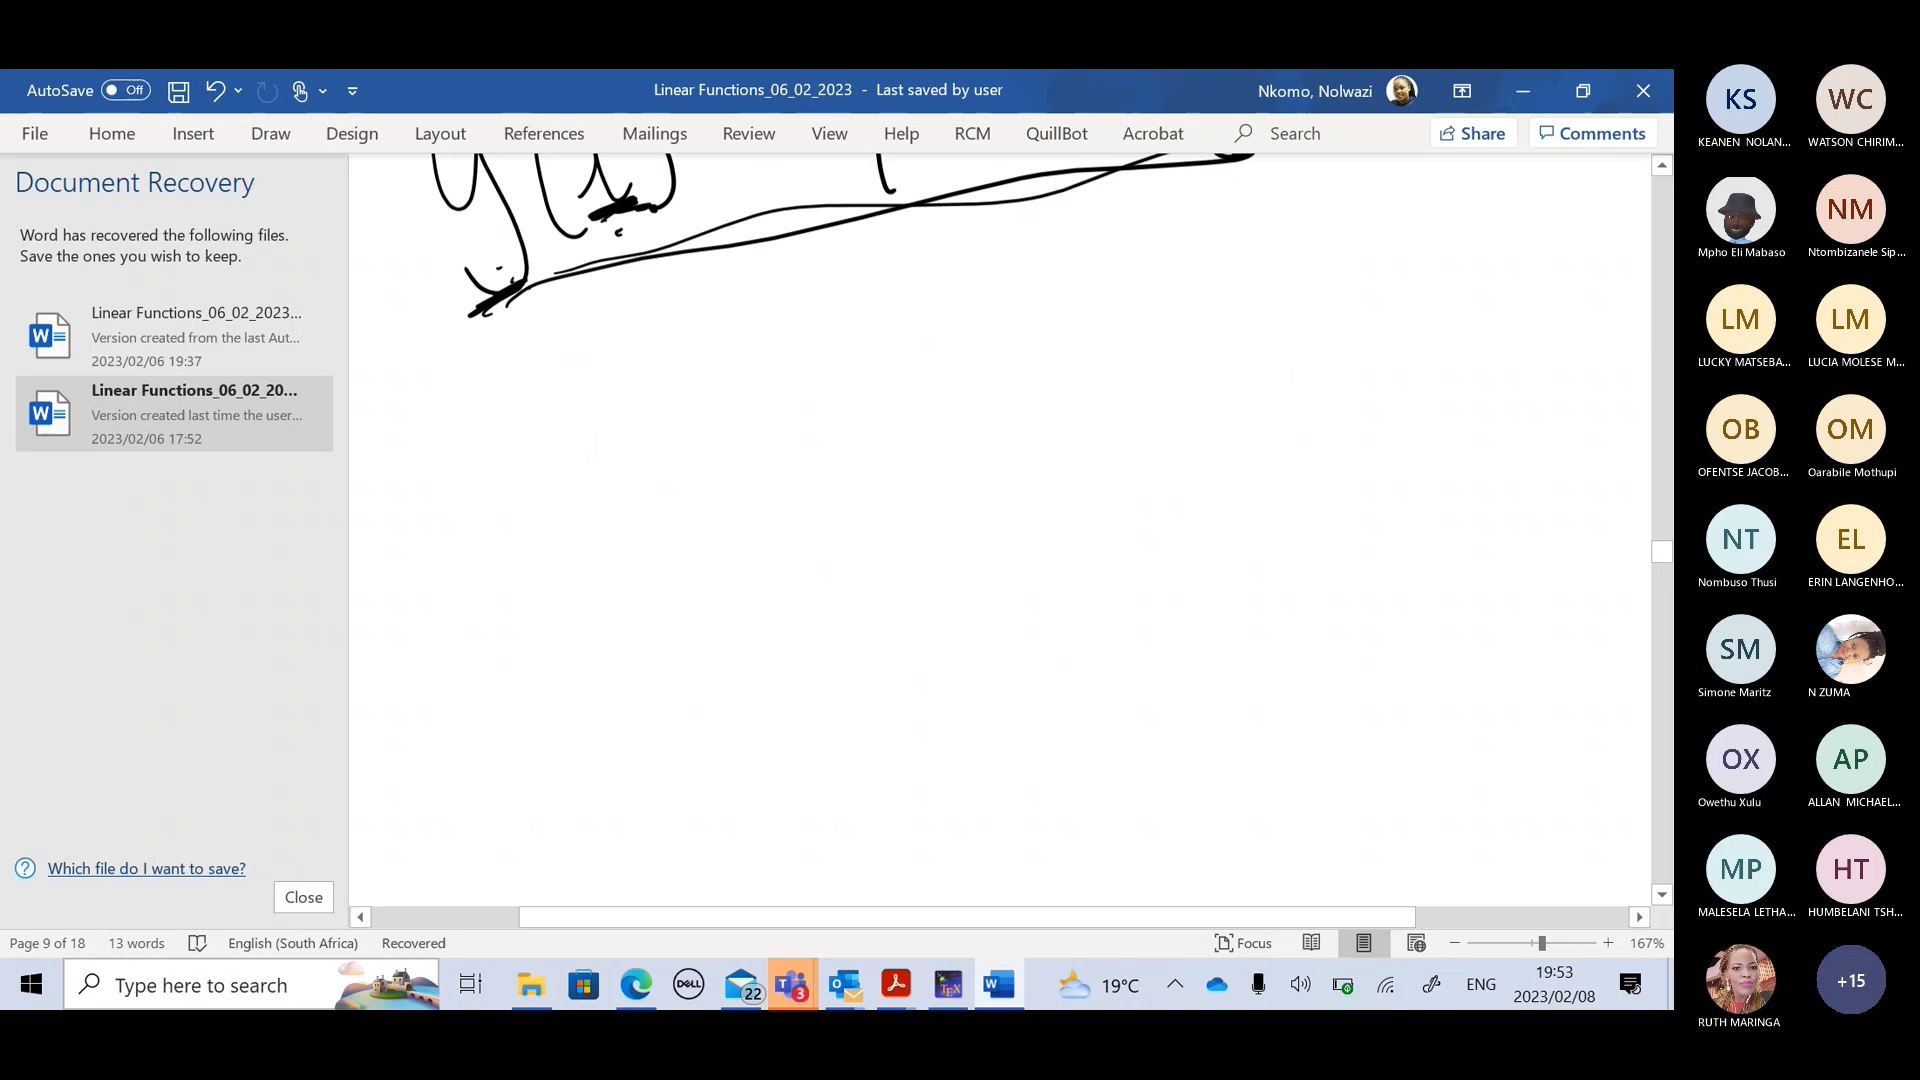 AutoSave Off
Linear Functions_06_02_2023 - Last saved by user
Nkomo, Nolwazi
File Home Insert Draw Design Layout References Mailings Review View Help RCM QuillBot Acrobat Search Share Comments
Document Recovery
Word has recovered the following files.
Save the ones you wish to keep.
Linear Functions_06_02_2023...
Version created from the last Aut...
2023/02/06 19:37
Linear Functions_06_02_20...
Version created last time the user...
2023/02/06 17:52
Which file do I want to save?
Close
Page 9 of 18 13 words English (South Africa) Recovered Focus 167%
Type here to search
DELL
22
T
3
TEX
W
19°C
ENG
19:53
2023/02/08
KS
KEANEN NOLAN...
WC
WATSON CHIRIM...
Mpho Eli Mabaso
NM
Ntombizanele Sip...
LM
LUCKY MATSEBA...
LM
LUCIA MOLESE M...
OB
OFENTSE JACOB...
OM
Oarabile Mothupi
NT
Nombuso Thusi
EL
ERIN LANGENHO...
SM
Simone Maritz
N ZUMA
OX
Owethu Xulu
AP
ALLAN MICHAEL...
MP
MALESELA LETHA...
HT
HUMBELANI TSH...
RUTH MARINGA
+15